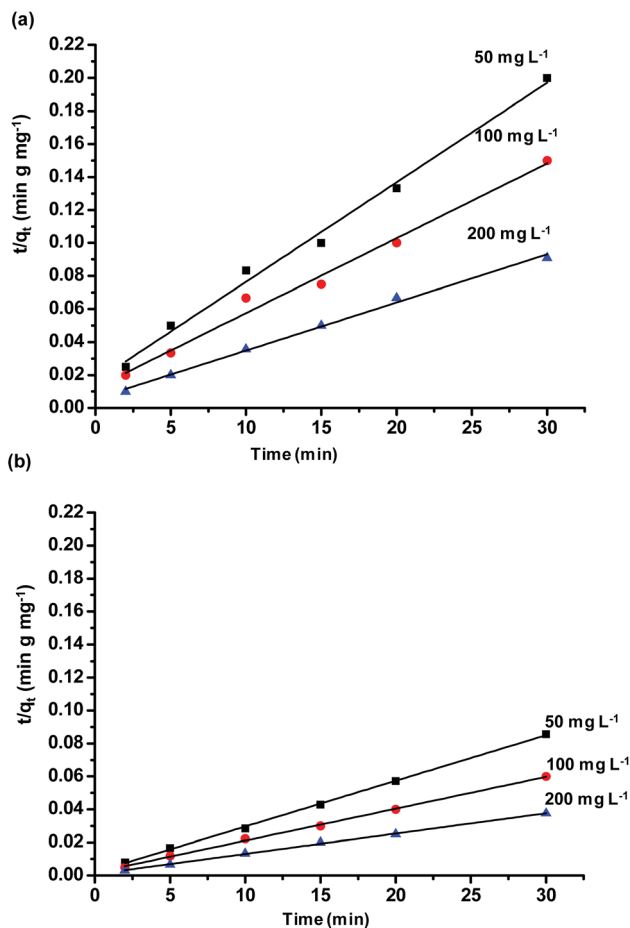 (a)
t/qt (min g mg-1)
0.22
0.20
0.18
0.16
0.14
0.12
0.10
0.08
0.06
0.04
0.02
0.00
50 mg L-1
100 mg L-1
200 mg L-1
0 5 10 15 20 25 30
Time (min)
(b)
t/qt (min g mg-1)
0.22
0.20
0.18
0.16
0.14
0.12
0.10
0.08
0.06
0.04
0.02
0.00
50 mg L-1
100 mg L-1
200 mg L-1
0 5 10 15 20 25 30
Time (min)